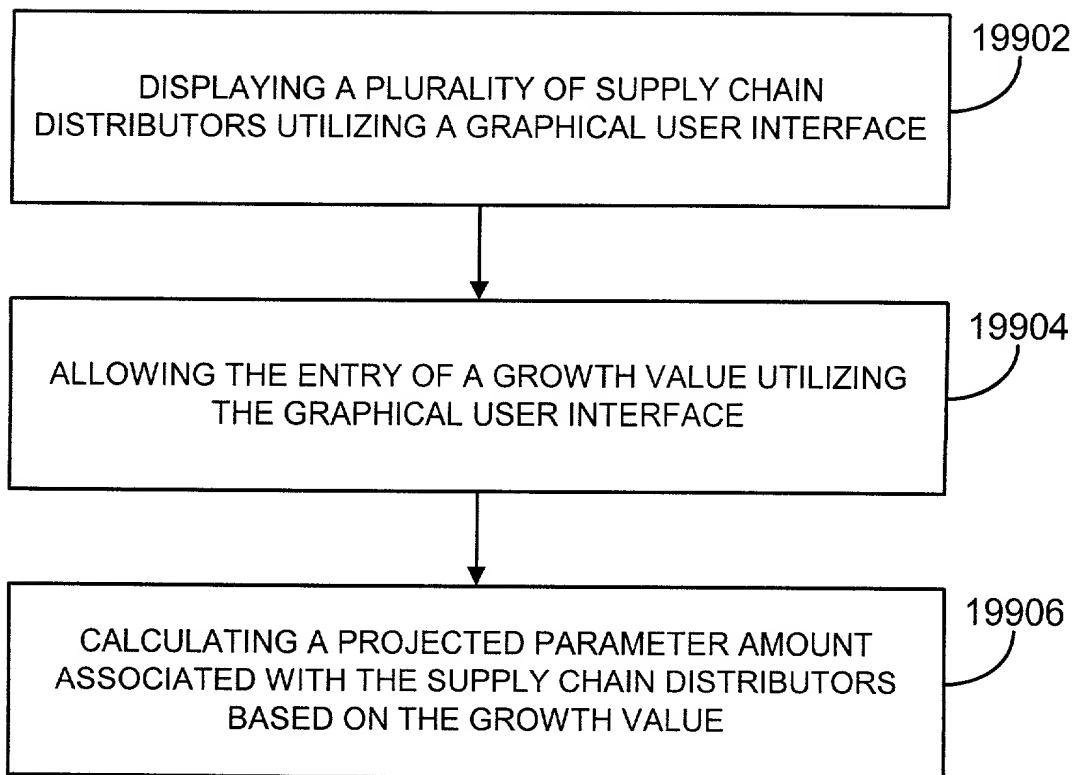 19902
DISPLAYING A PLURALITY OF SUPPLY CHAIN
DISTRIBUTORS UTILIZING A GRAPHICAL USER INTERFACE
19904
ALLOWING THE ENTRY OF A GROWTH VALUE UTILIZING
THE GRAPHICAL USER INTERFACE
19906
CALCULATING A PROJECTED PARAMETER AMOUNT
ASSOCIATED WITH THE SUPPLY CHAIN DISTRIBUTORS
BASED ON THE GROWTH VALUE